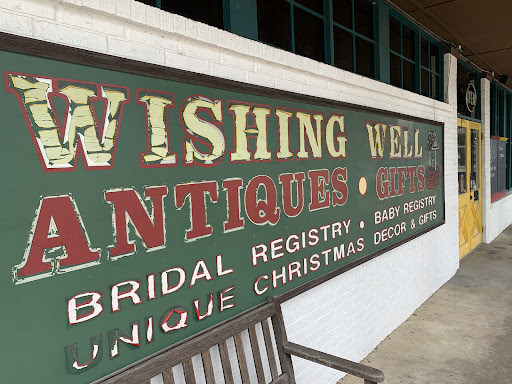 WISHING WELL
ANTIQUES • GIFTS
BRIDAL REGISTRY • BABY REGISTRY
UNIQUE CHRISTMAS DECOR & GIFTS